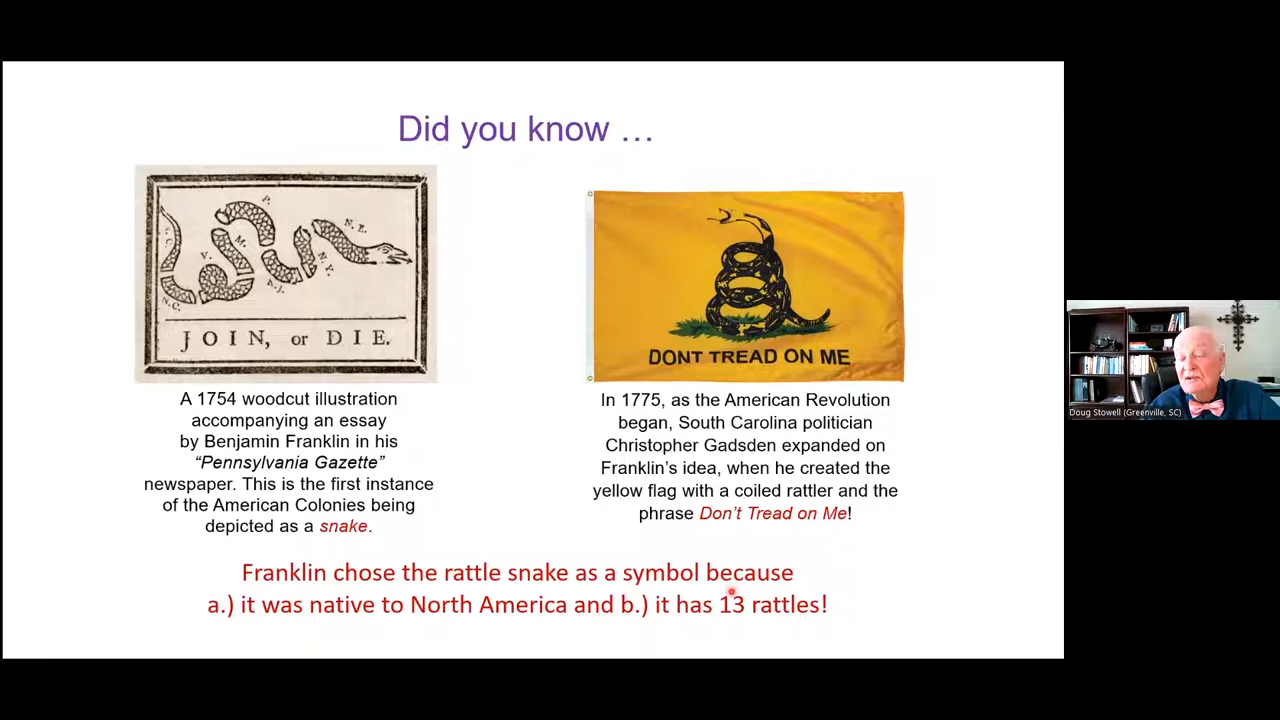 Did you know …
S.C.
N.C.
V.
M.
P.
N.J.
N.Y.
N.E.
JOIN, or DIE.
DONT TREAD ON ME
A 1754 woodcut illustration
accompanying an essay
by Benjamin Franklin in his
“Pennsylvania Gazette”
newspaper. This is the first instance
of the American Colonies being
depicted as a snake.
In 1775, as the American Revolution
began, South Carolina politician
Christopher Gadsden expanded on
Franklin’s idea, when he created the
yellow flag with a coiled rattler and the
phrase Don’t Tread on Me!
Franklin chose the rattle snake as a symbol because
a.) it was native to North America and b.) it has 13 rattles!
Doug Stowell (Greenville, SC)